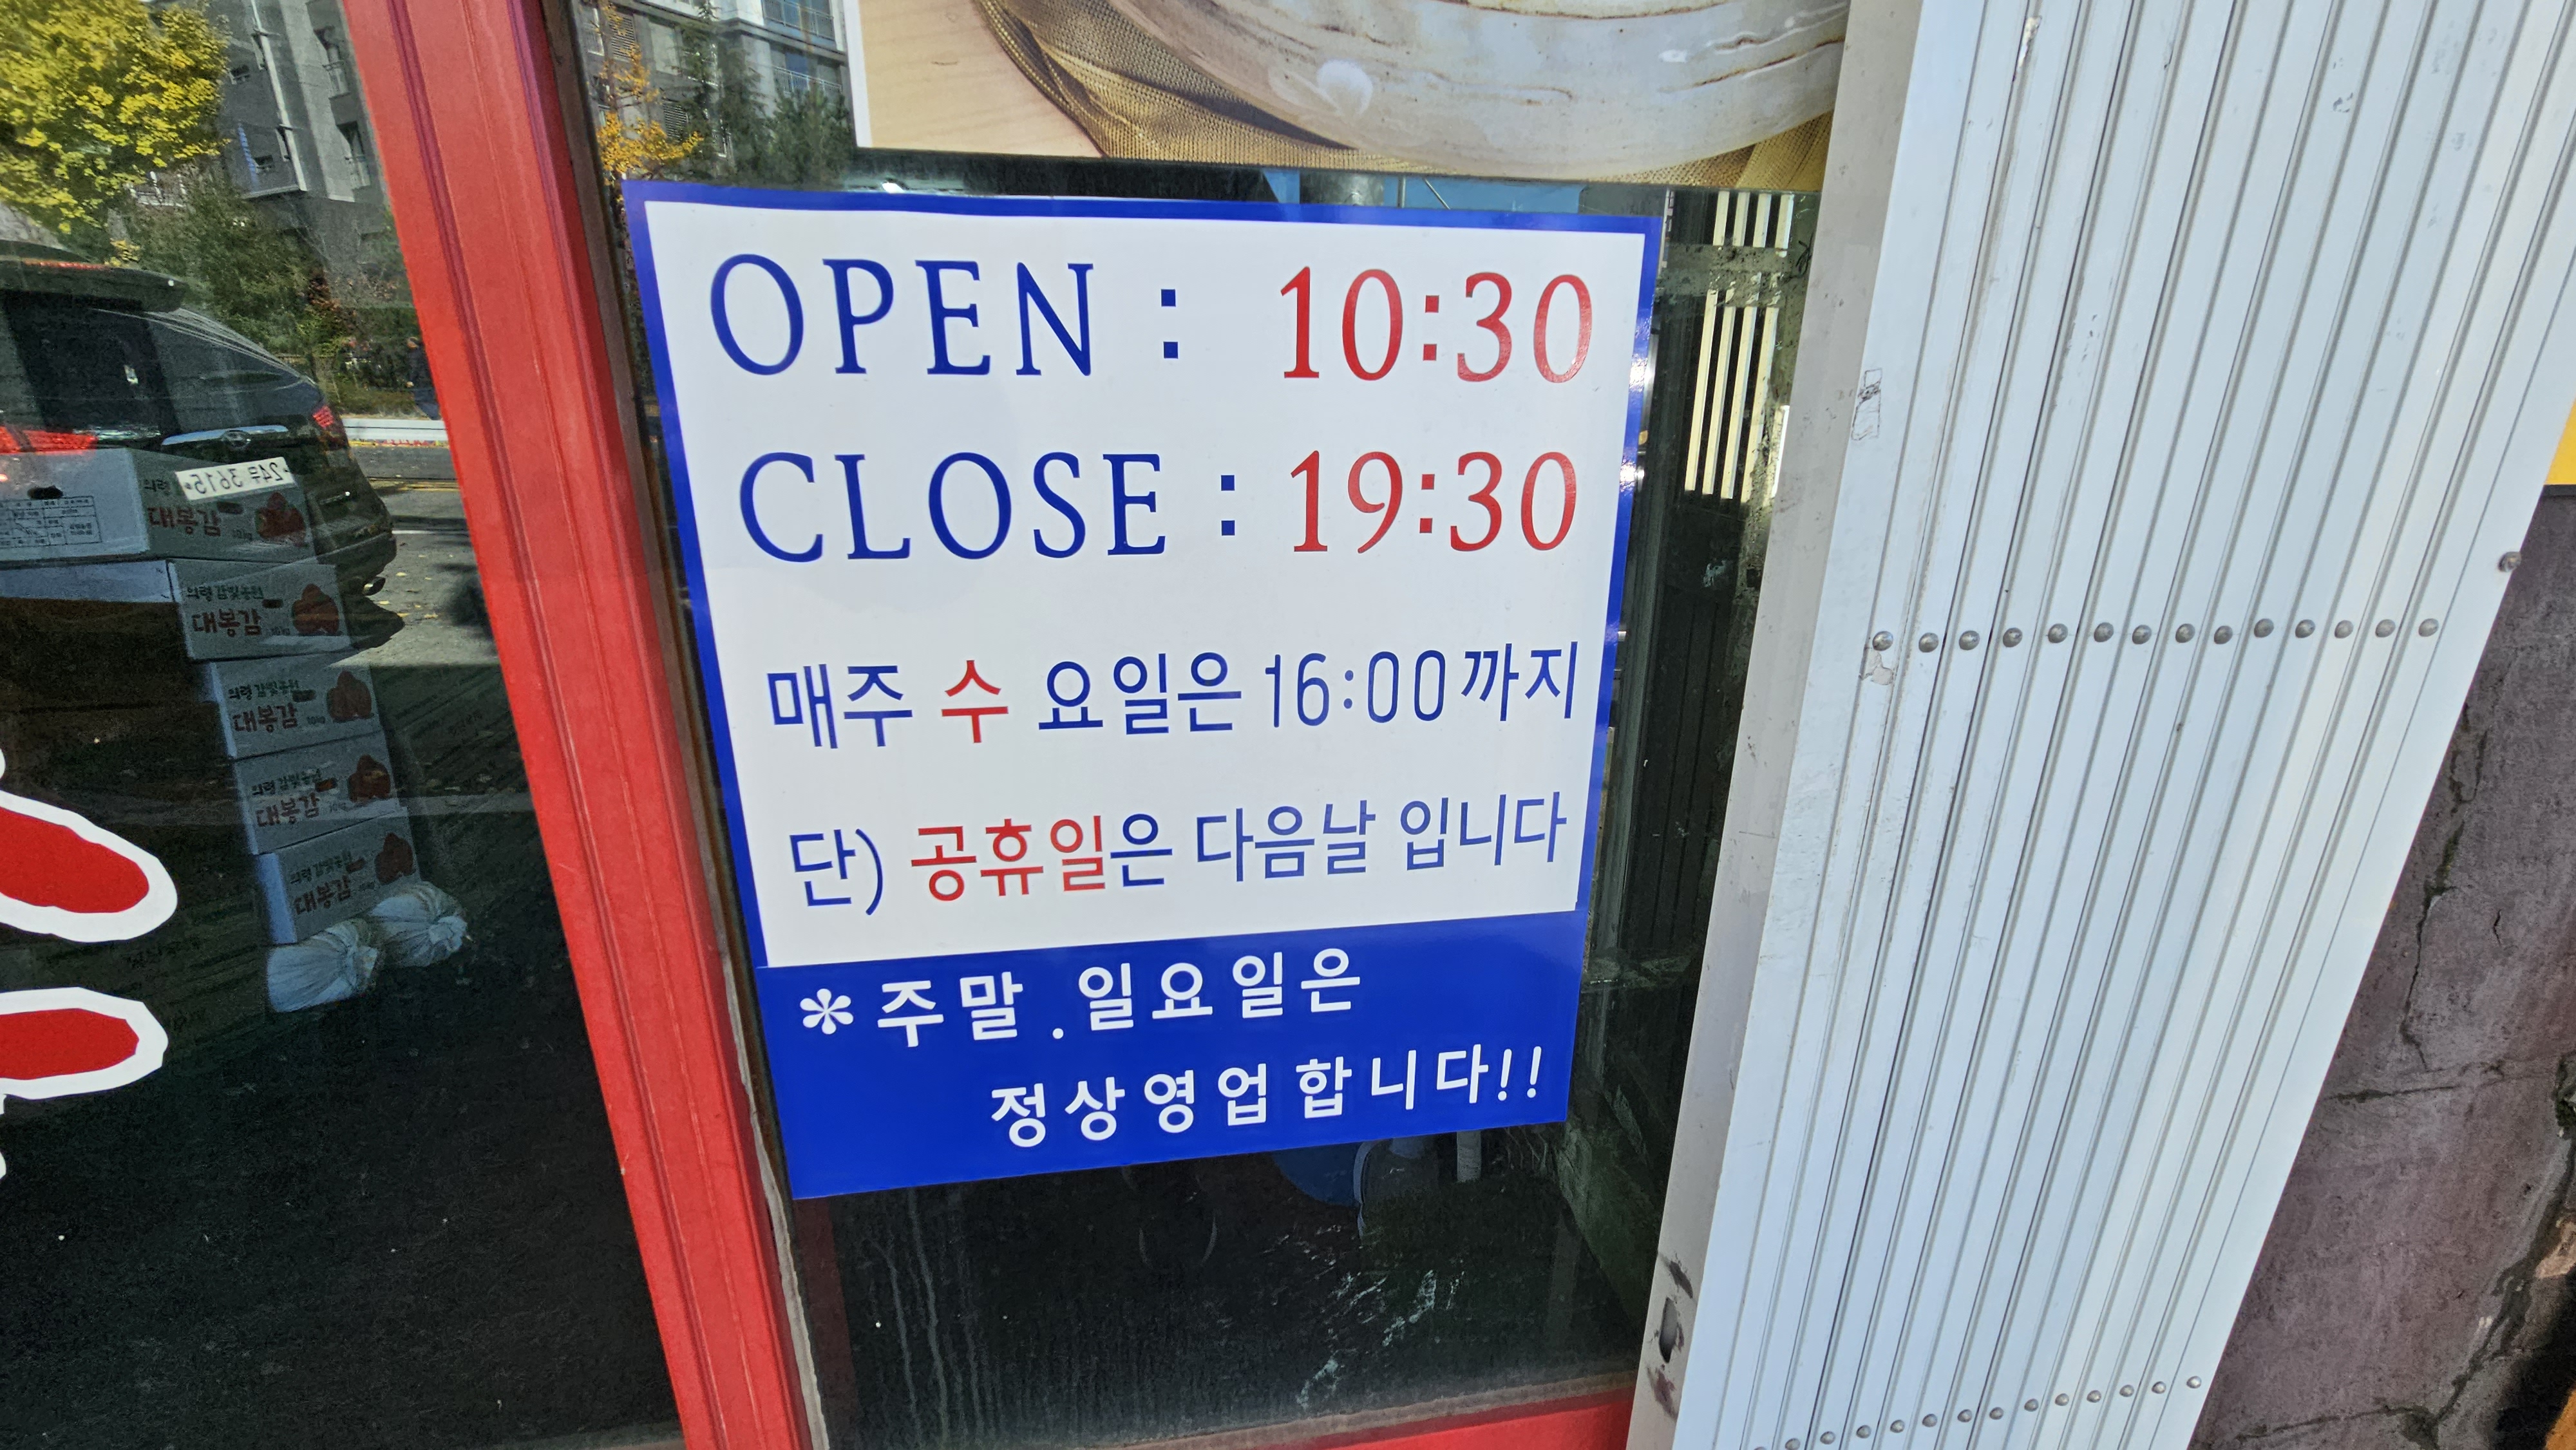 OPEN : 10:30
CLOSE : 19:30
매주 수 요일은 16:00까지
단) 공휴일은 다음날 입니다
*주말.일요일은
정상영업합니다!!
대봉감
대봉감
대봉감
대봉감
대봉감